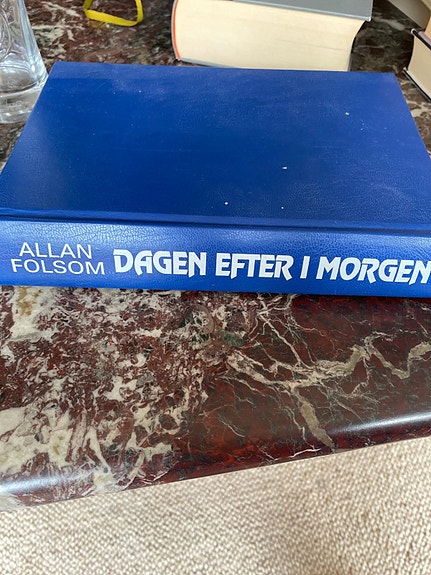 ALLAN
FOLSOM
DAGEN EFTER I MORGEN